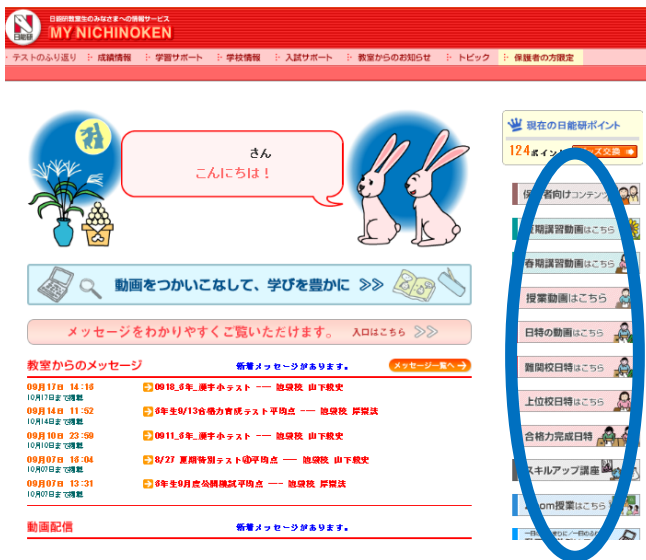 日能研教室生のみなさまへの情報サービス
MY NICHINOKEN
日能研
テストのふり返り 成績情報 学習サポート 学校情報 入試サポート 教室からのお知らせ トピック 保護者の方限定
さん
こんにちは！
現在の日能研ポイント
124ポイント
ズ交換
動画をつかいこなして、学びを豊かに >>
メッセージをわかりやすくご覧いただけます。 入口はこちら >>
教室からのメッセージ 新着メッセージがあります。 メッセージ一覧へ
09月17日 14:16 0918_6年_漢字小テスト --- 池袋校 山下毅史
10月17日まで掲載
09月14日 11:52 6年生9/13合格力育成テスト平均点 --- 池袋校
10月14日まで掲載
09月10日 23:59 0911_6年_漢字小テスト --- 池袋校 山下毅史
10月10日まで掲載
09月07日 16:04 8/27 夏期特別テスト④平均点 --- 池袋校 山下毅史
10月07日まで掲載
09月07日 13:31 6年生9月度公開模試平均点 --- 池袋校
10月07日まで掲載
動画配信 新着メッセージがあります。
保 者向けコンテンツ
期講習動画はこちら
春期講習動画はこちら
授業動画はこちら
日特の動画はこちら
難関校日特はこちら
上位校日特はこちら
合格力完成日特
スキルアップ講座
oom授業はこちら